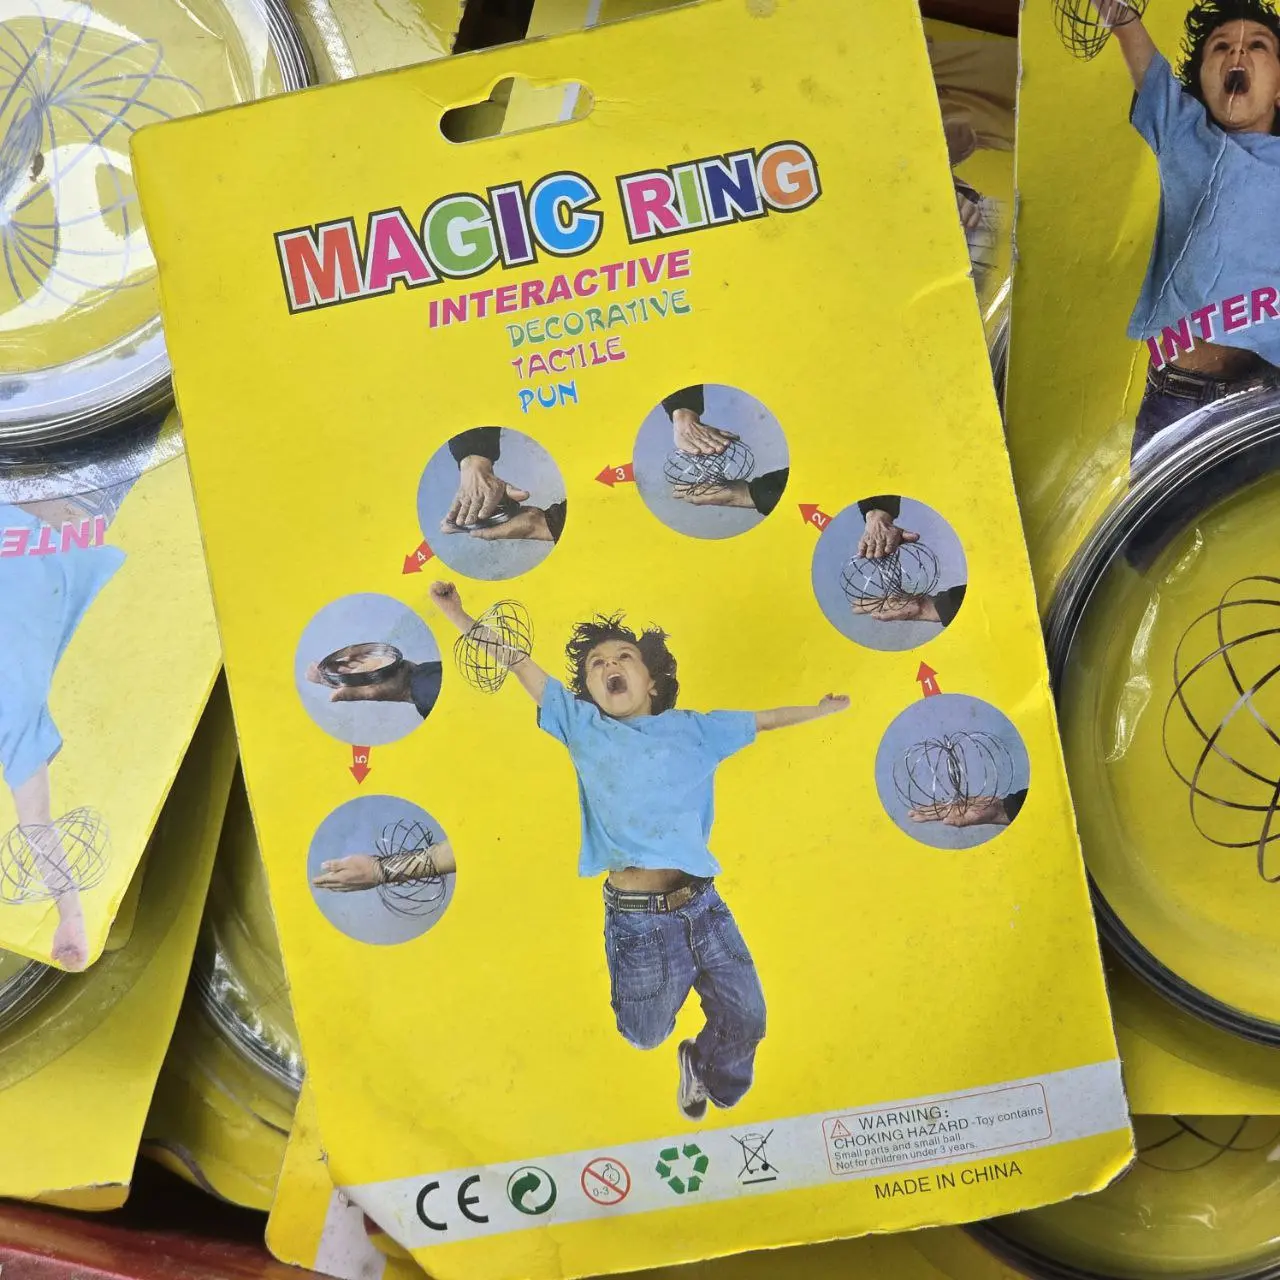 MAGIC RING
INTERACTIVE
DECORATIVE
TACTILE
PUN
3
2
4
1
5
INTER
INTE
WARNING:
CHOKING HAZARD -Toy contains
Small parts and small ball.
Not for children under 3 years.
CE
0-3
MADE IN CHINA